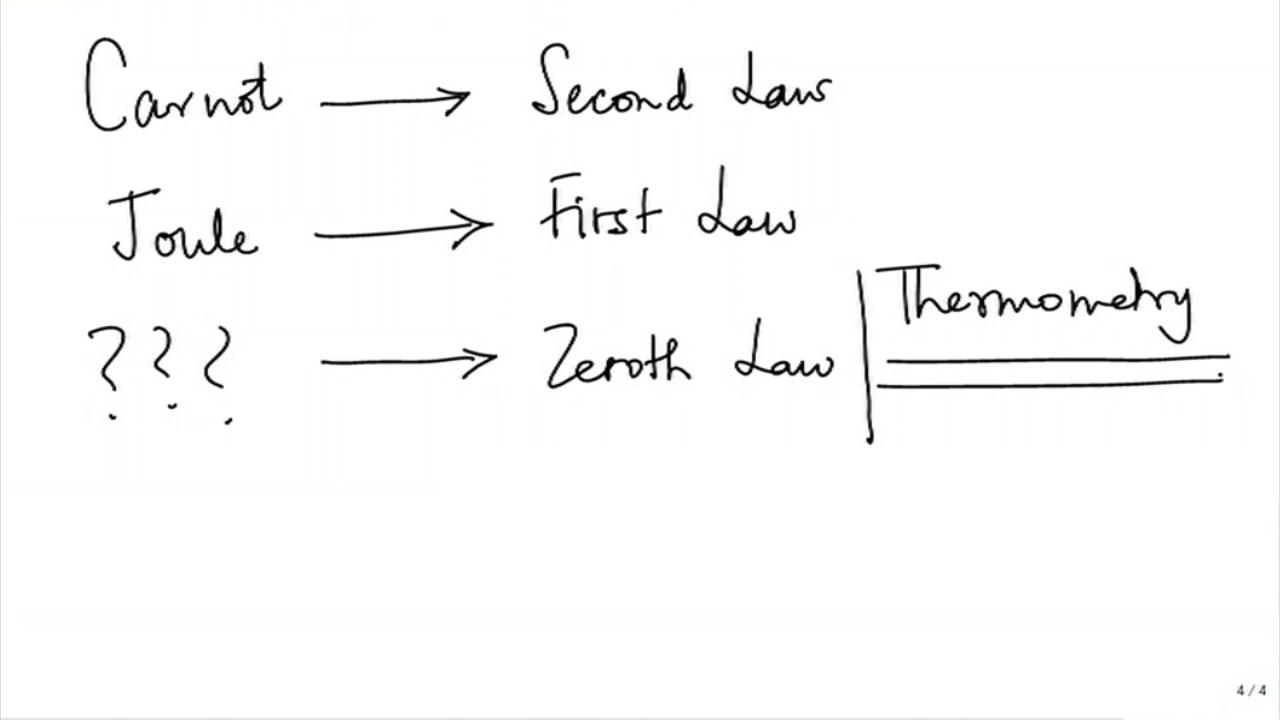 Carnot → Second Law
Joule → First Law
Thermometry
? ? ? → Zeroth Law
4 / 4